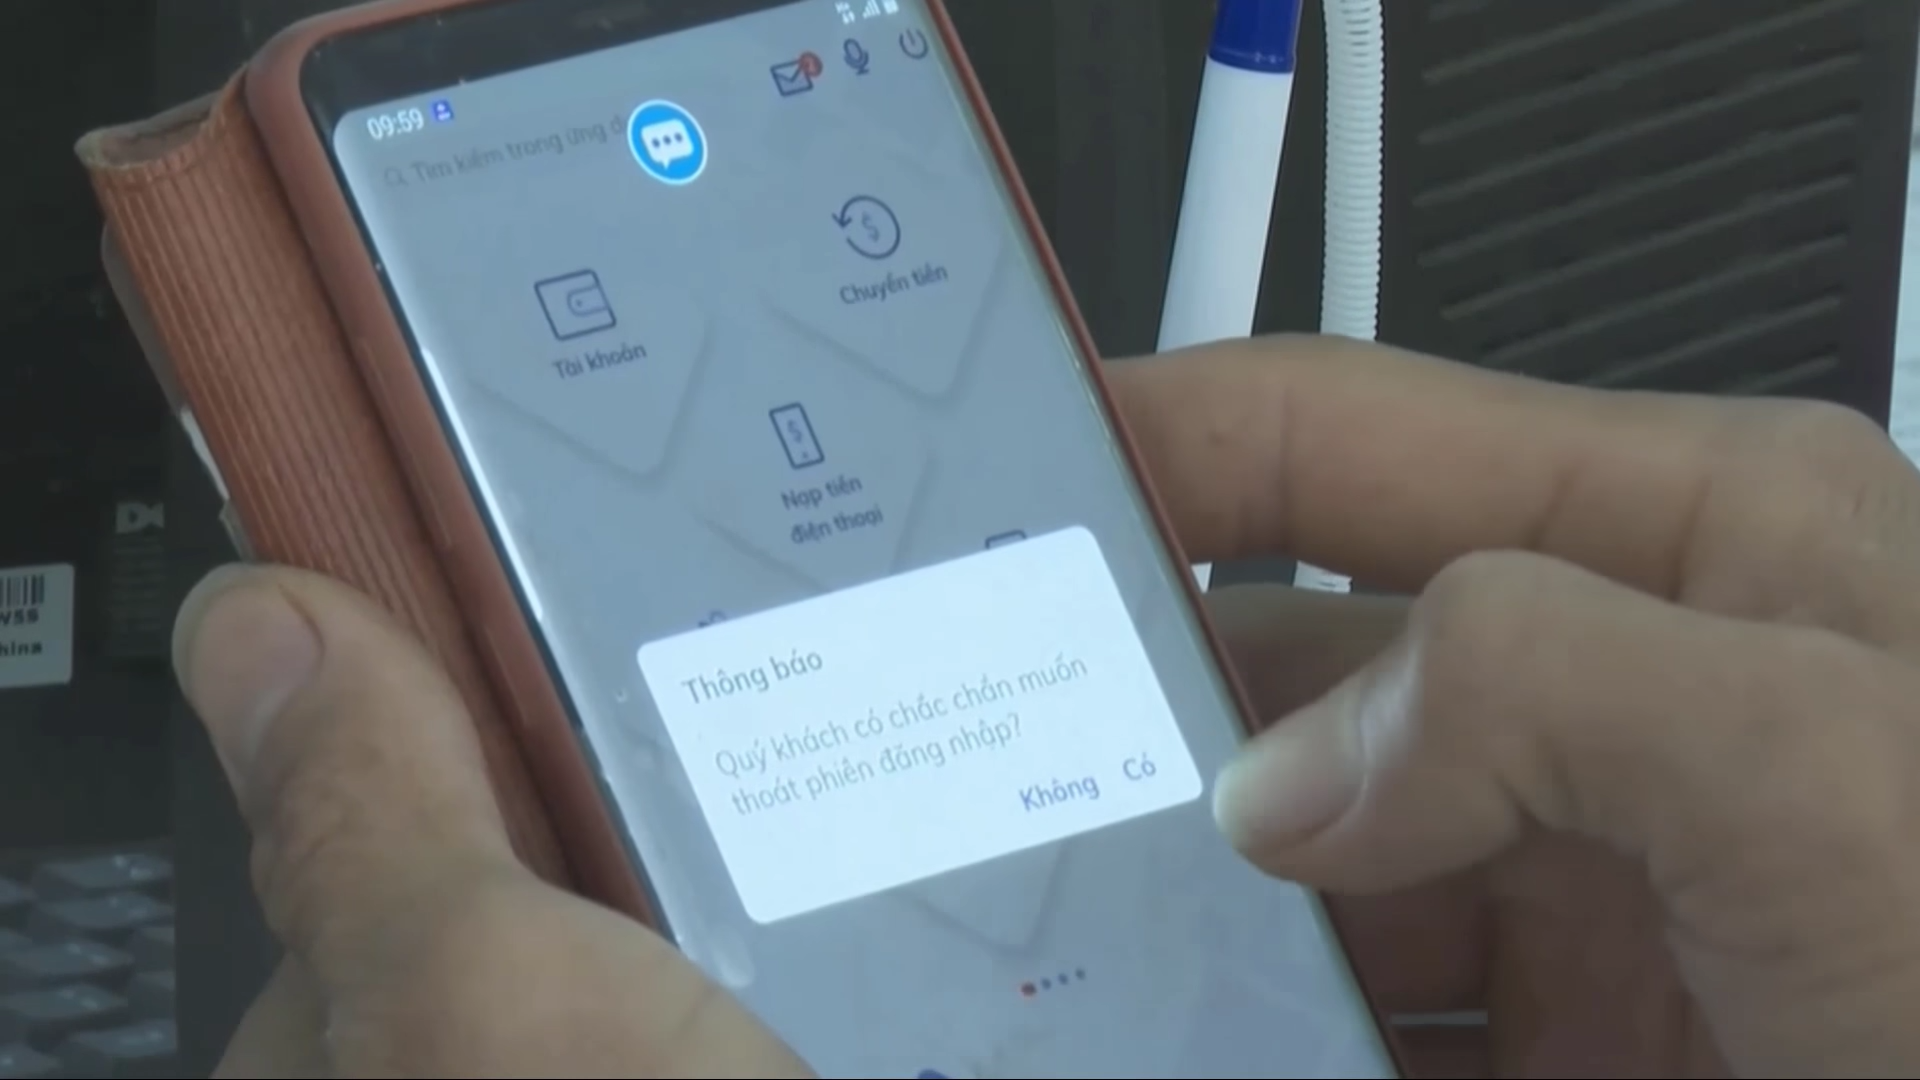 09:59
Tìm kiếm trong ứng
Chuyển tiền
Tài khoản
Nạp tiền
điện thoại
Thông báo
Quý khách có chắc chắn muốn
thoát phiên đăng nhập?
Không Có
China